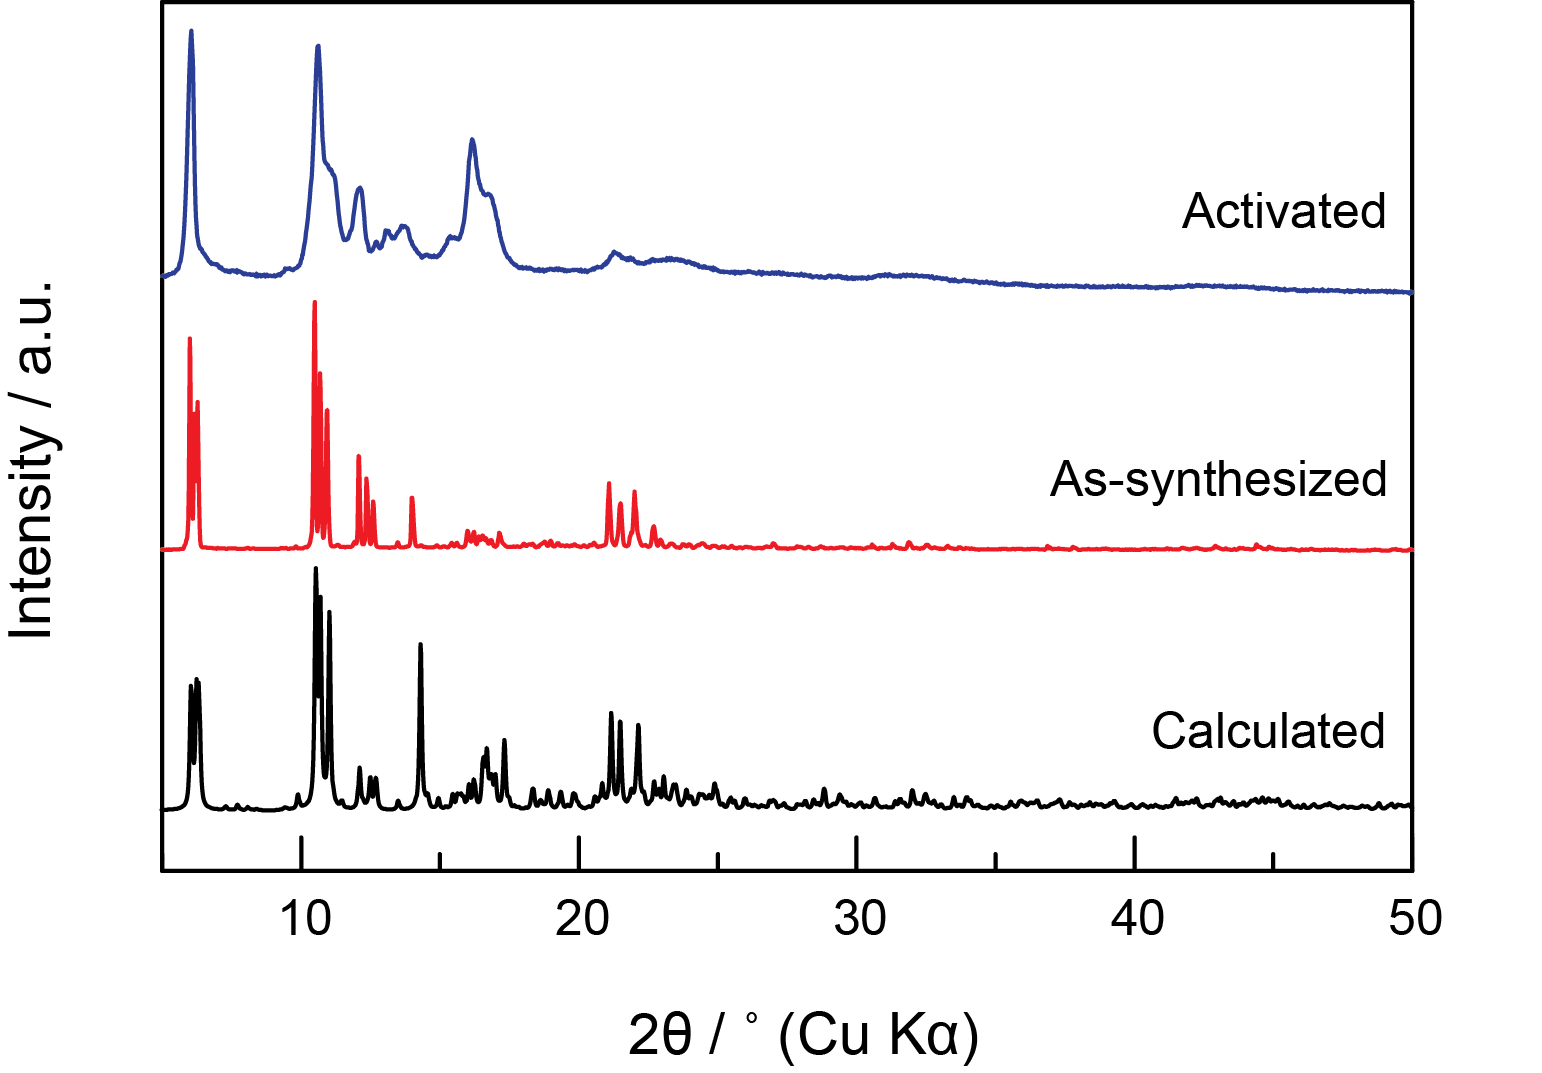 Activated
As-synthesized
Calculated
Intensity / a.u.
10 20 30 40 50
2θ / ° (Cu Kα)